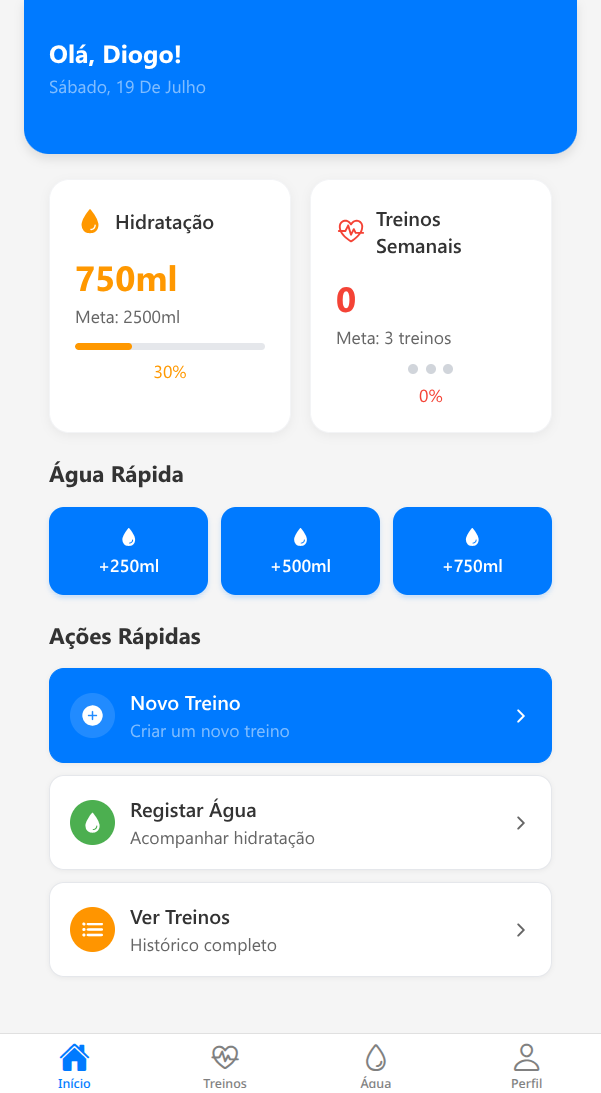 Olá, Diogo!
Sábado, 19 De Julho
Hidratação
750ml
Meta: 2500ml
30%
Treinos
Semanais
0
Meta: 3 treinos
0%
Água Rápida
+250ml
+500ml
+750ml
Ações Rápidas
Novo Treino
Criar um novo treino
Registar Água
Acompanhar hidratação
Ver Treinos
Histórico completo
Início
Treinos
Água
Perfil